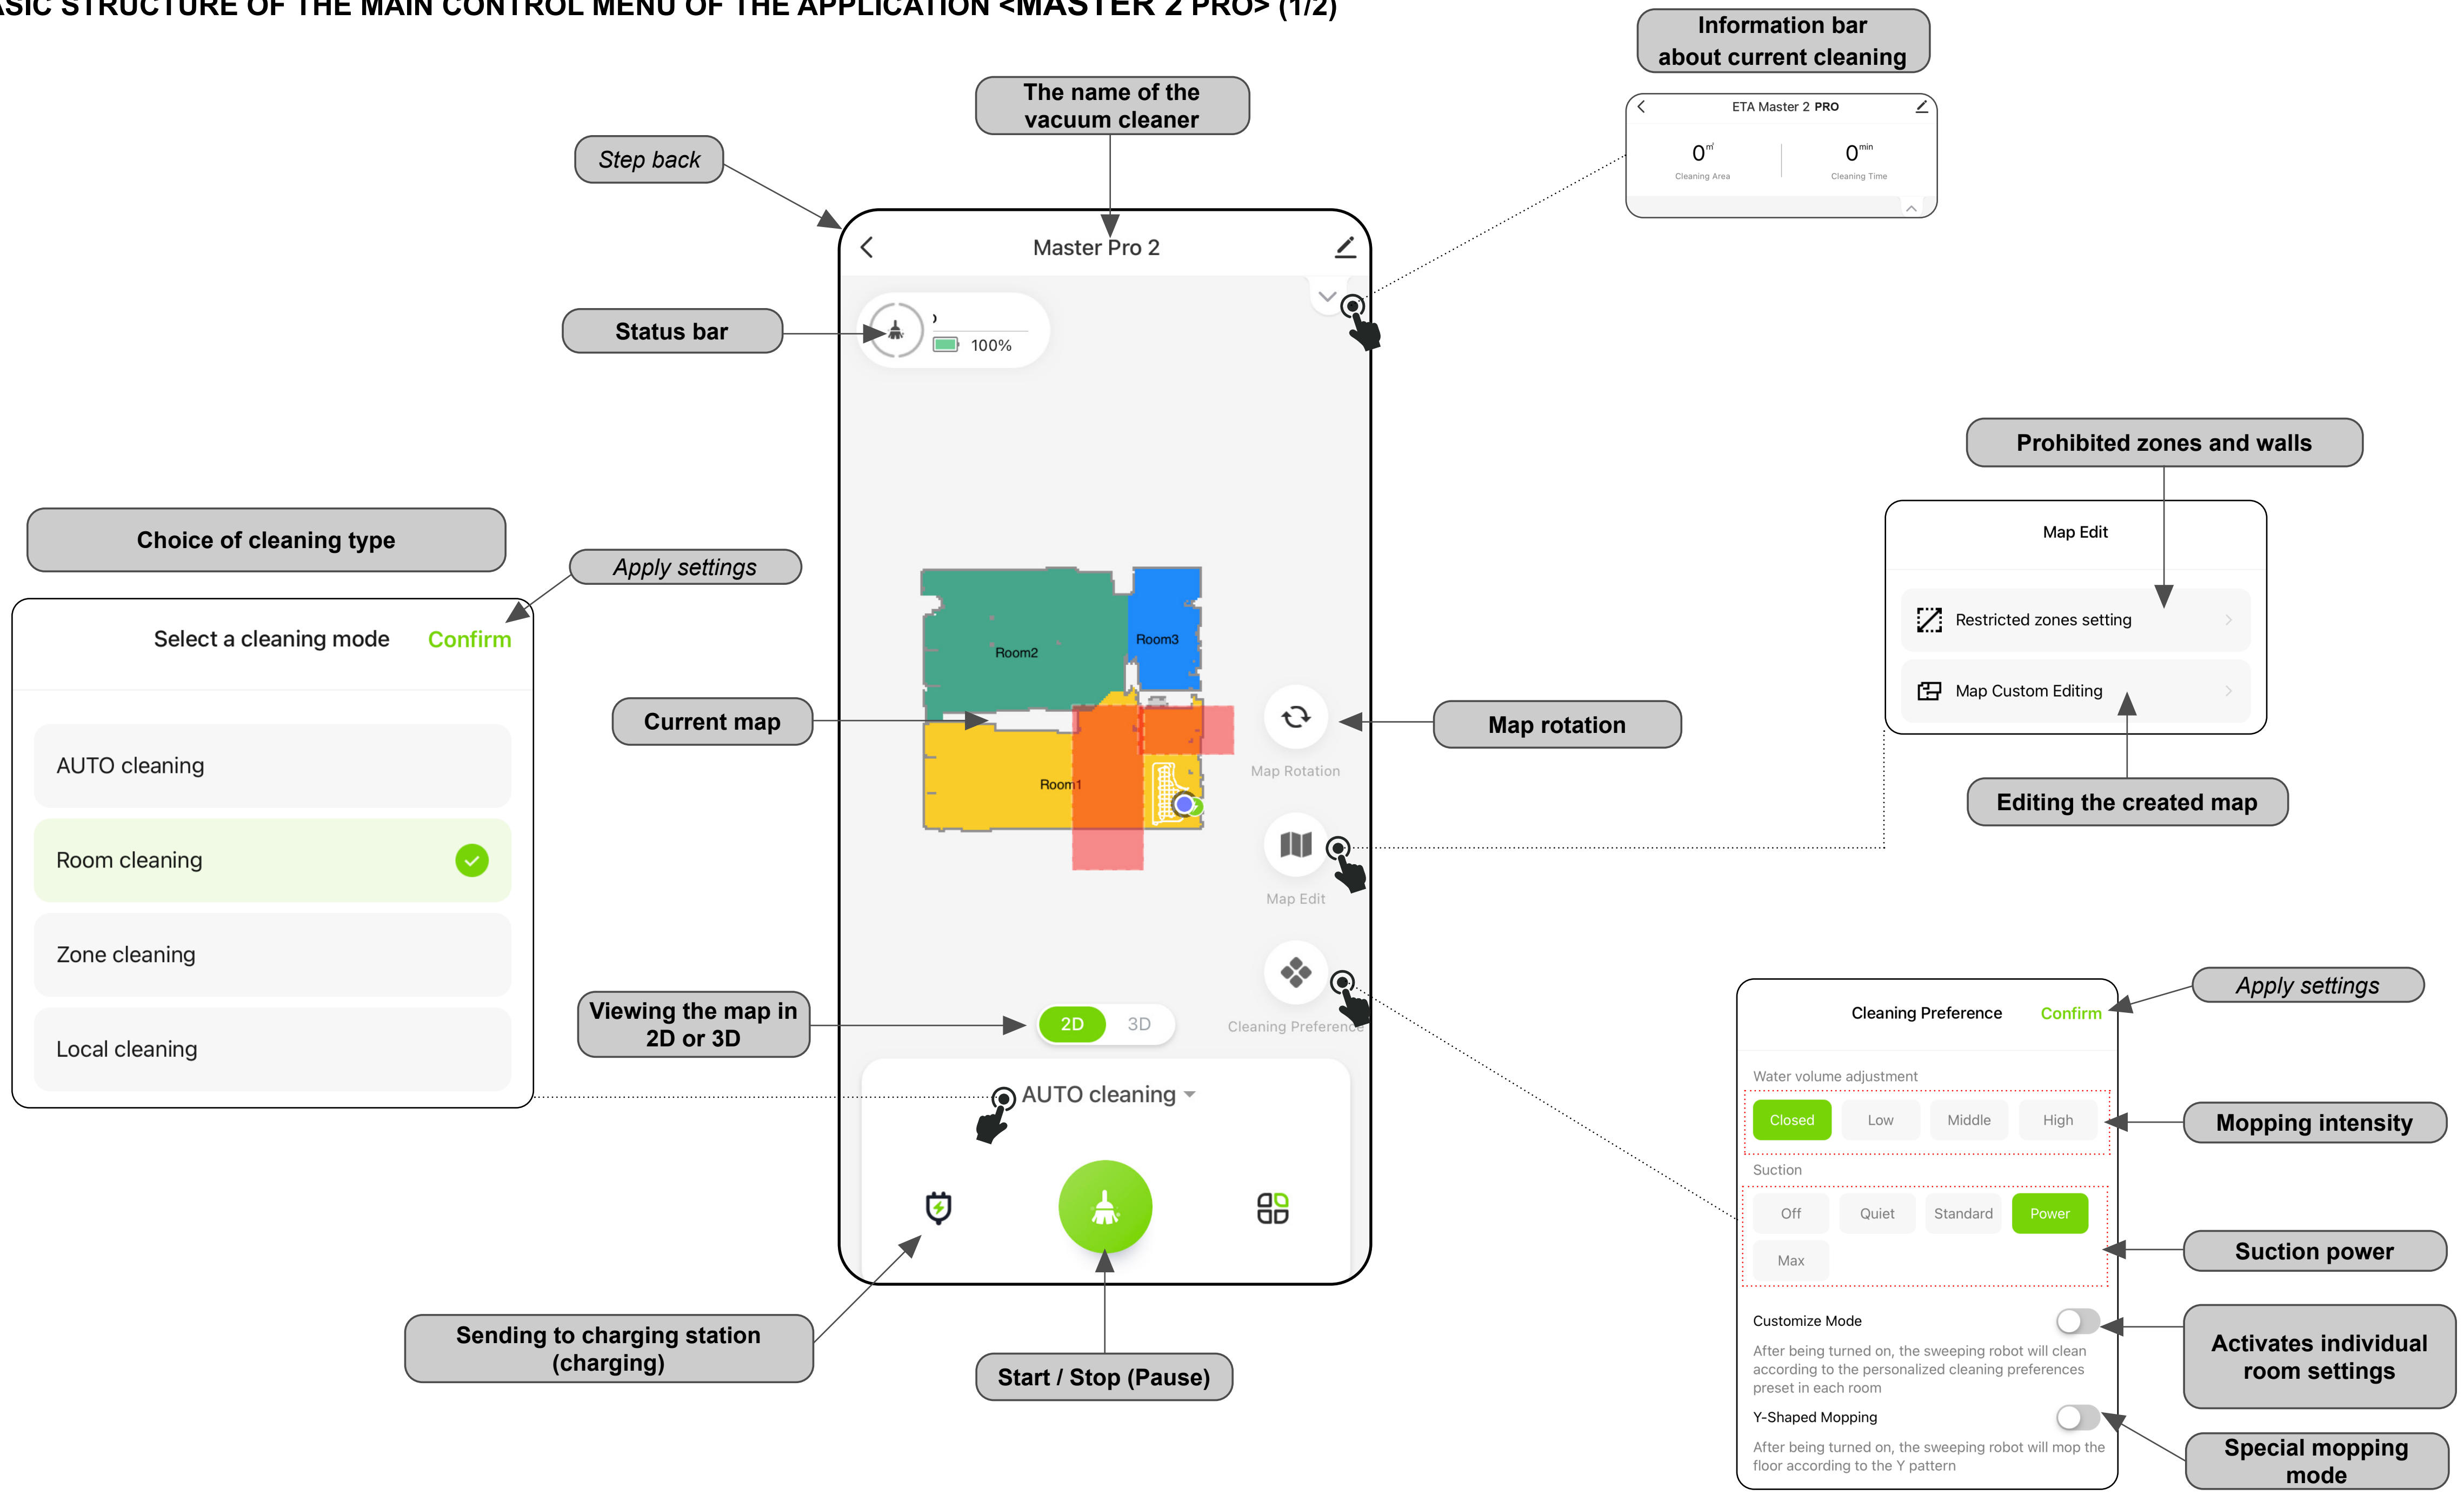 BASIC STRUCTURE OF THE MAIN CONTROL MENU OF THE APPLICATION <MASTER 2 PRO> (1/2)
Information bar
about current cleaning
ETA Master 2 PRO
0 ㎡
0 min
Cleaning Area
Cleaning Time
The name of the
vacuum cleaner
Step back
Master Pro 2
Status bar
100%
Prohibited zones and walls
Map Edit
Restricted zones setting
Map Custom Editing
Editing the created map
Choice of cleaning type
Apply settings
Select a cleaning mode
Confirm
AUTO cleaning
Room cleaning
Zone cleaning
Local cleaning
Room2
Room3
Room1
Current map
Map rotation
Map Rotation
Map Edit
Cleaning Preference
Viewing the map in
2D or 3D
2D
3D
AUTO cleaning
Sending to charging station
(charging)
Start / Stop (Pause)
Apply settings
Cleaning Preference
Confirm
Water volume adjustment
Closed
Low
Middle
High
Mopping intensity
Suction
Off
Quiet
Standard
Power
Max
Suction power
Customize Mode
After being turned on, the sweeping robot will clean
according to the personalized cleaning preferences
preset in each room
Activates individual
room settings
Y-Shaped Mopping
After being turned on, the sweeping robot will mop the
floor according to the Y pattern
Special mopping
mode